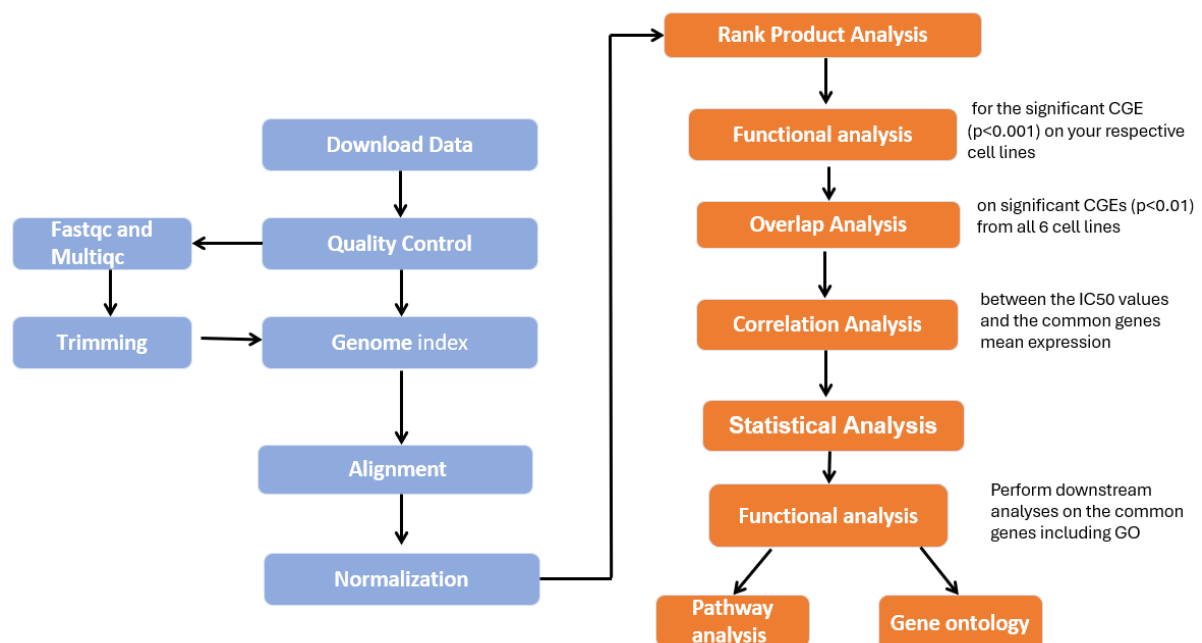 Download Data
Fastqc and
Multiqc
Quality Control
Trimming
Genome index
Alignment
Normalization
Rank Product Analysis
Functional analysis
for the significant CGE
(p<0.001) on your respective
cell lines
Overlap Analysis
on significant CGEs (p<0.01)
from all 6 cell lines
Correlation Analysis
between the IC50 values
and the common genes
mean expression
Statistical Analysis
Functional analysis
Perform downstream
analyses on the common
genes including GO
Pathway
analysis
Gene ontology